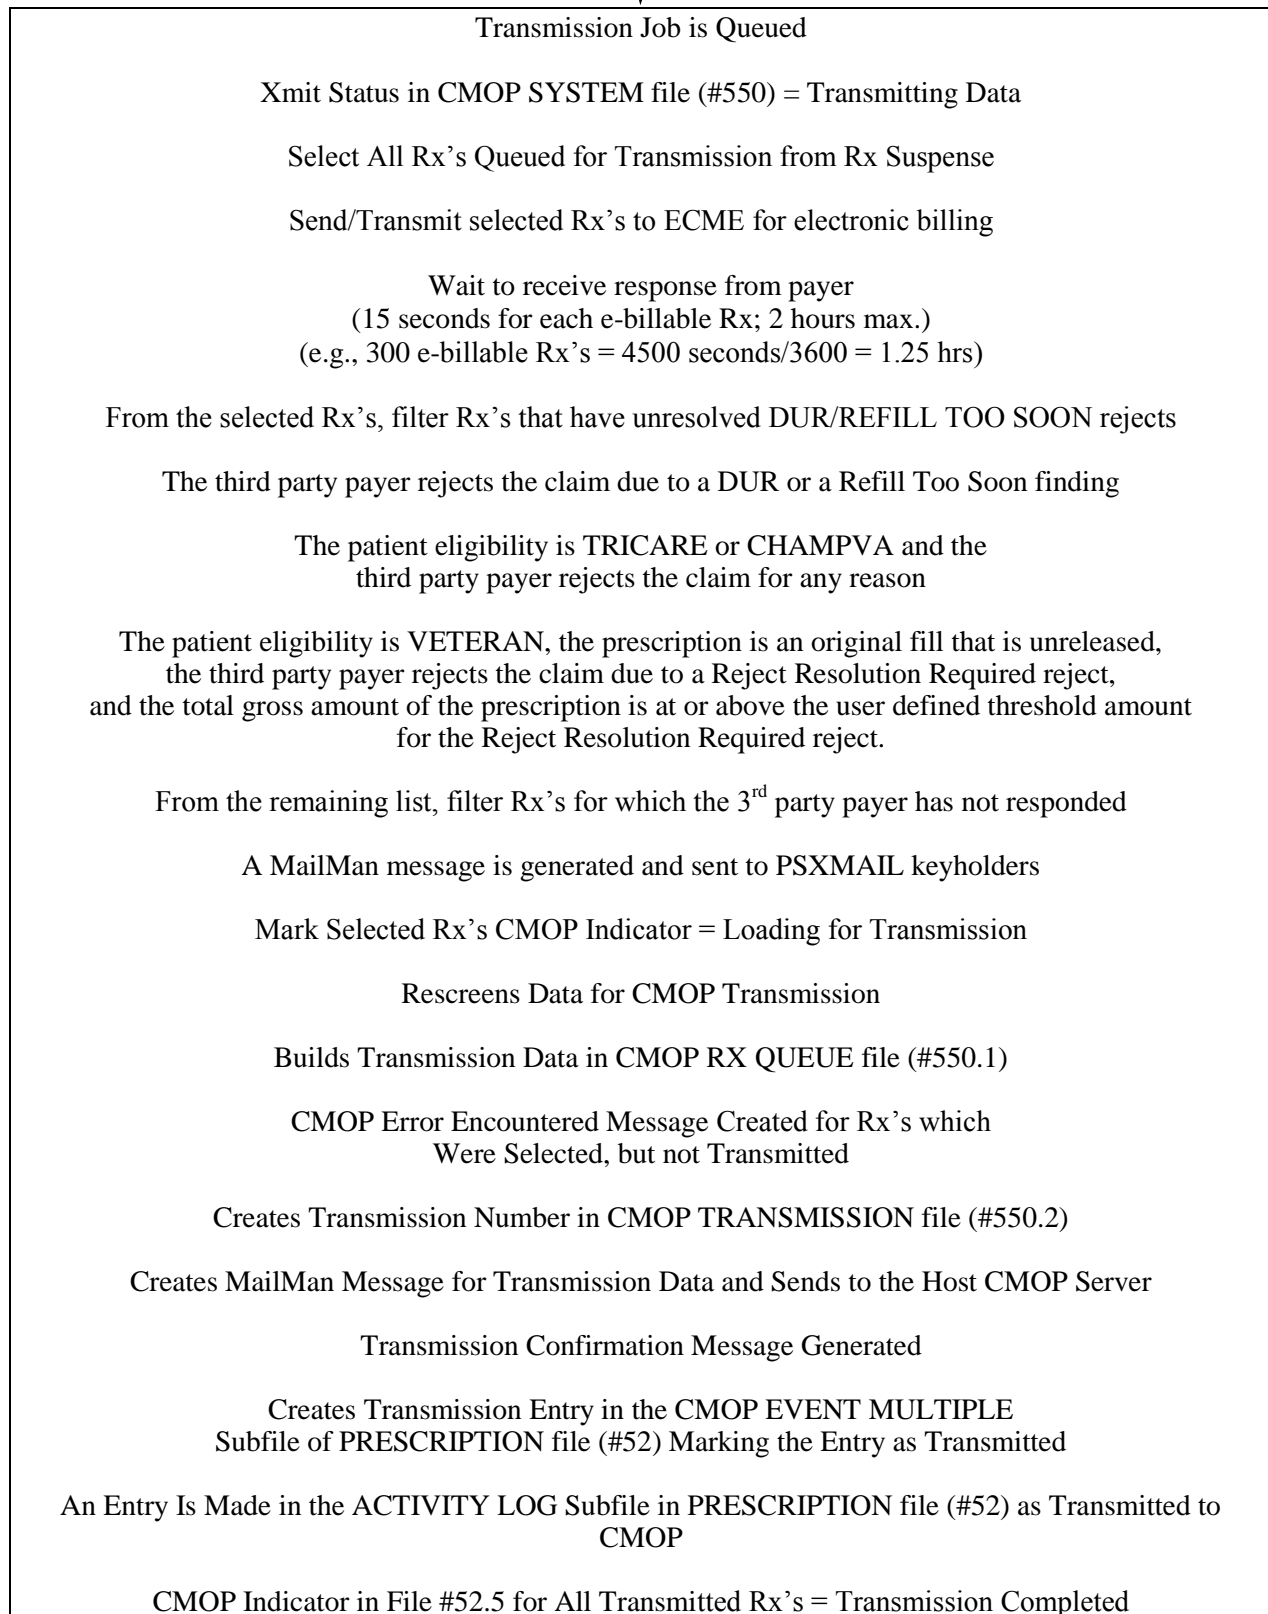 Transmission Job is Queued
Xmit Status in CMOP SYSTEM file (#550) = Transmitting Data
Select All Rx’s Queued for Transmission from Rx Suspense
Send/Transmit selected Rx’s to ECME for electronic billing
Wait to receive response from payer
(15 seconds for each e-billable Rx; 2 hours max.)
(e.g., 300 e-billable Rx’s = 4500 seconds/3600 = 1.25 hrs)
From the selected Rx’s, filter Rx’s that have unresolved DUR/REFILL TOO SOON rejects
The third party payer rejects the claim due to a DUR or a Refill Too Soon finding
The patient eligibility is TRICARE or CHAMPVA and the
third party payer rejects the claim for any reason
The patient eligibility is VETERAN, the prescription is an original fill that is unreleased,
the third party payer rejects the claim due to a Reject Resolution Required reject,
and the total gross amount of the prescription is at or above the user defined threshold amount
for the Reject Resolution Required reject.
From the remaining list, filter Rx’s for which the 3rd party payer has not responded
A MailMan message is generated and sent to PSXMAIL keyholders
Mark Selected Rx’s CMOP Indicator = Loading for Transmission
Rescreens Data for CMOP Transmission
Builds Transmission Data in CMOP RX QUEUE file (#550.1)
CMOP Error Encountered Message Created for Rx’s which
Were Selected, but not Transmitted
Creates Transmission Number in CMOP TRANSMISSION file (#550.2)
Creates MailMan Message for Transmission Data and Sends to the Host CMOP Server
Transmission Confirmation Message Generated
Creates Transmission Entry in the CMOP EVENT MULTIPLE
Subfile of PRESCRIPTION file (#52) Marking the Entry as Transmitted
An Entry Is Made in the ACTIVITY LOG Subfile in PRESCRIPTION file (#52) as Transmitted to
CMOP
CMOP Indicator in File #52.5 for All Transmitted Rx’s = Transmission Completed